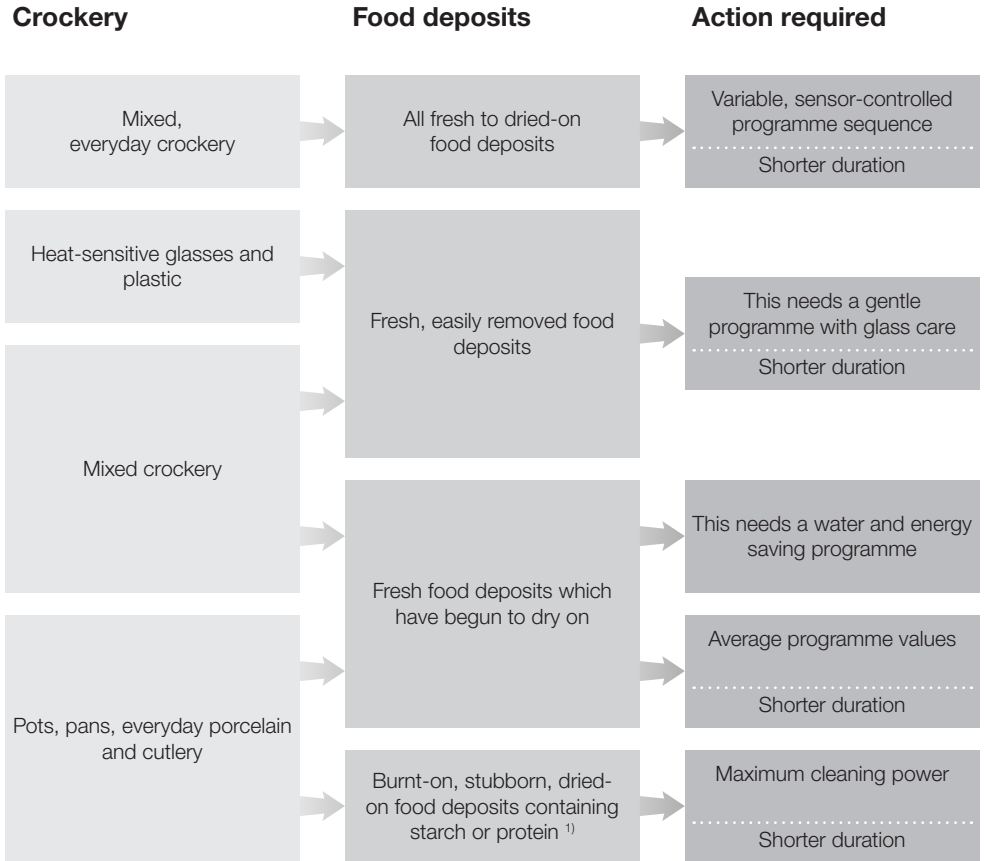 Crockery
Food deposits
Action required
Mixed,
everyday crockery
All fresh to dried-on
food deposits
Variable, sensor-controlled
programme sequence
Shorter duration
Heat-sensitive glasses and
plastic
Fresh, easily removed food
deposits
This needs a gentle
programme with glass care
Shorter duration
Mixed crockery
Fresh food deposits which
have begun to dry on
This needs a water and energy
saving programme
Average programme values
Shorter duration
Pots, pans, everyday porcelain
and cutlery
Burnt-on, stubborn, dried-
on food deposits containing
starch or protein 1)
Maximum cleaning power
Shorter duration